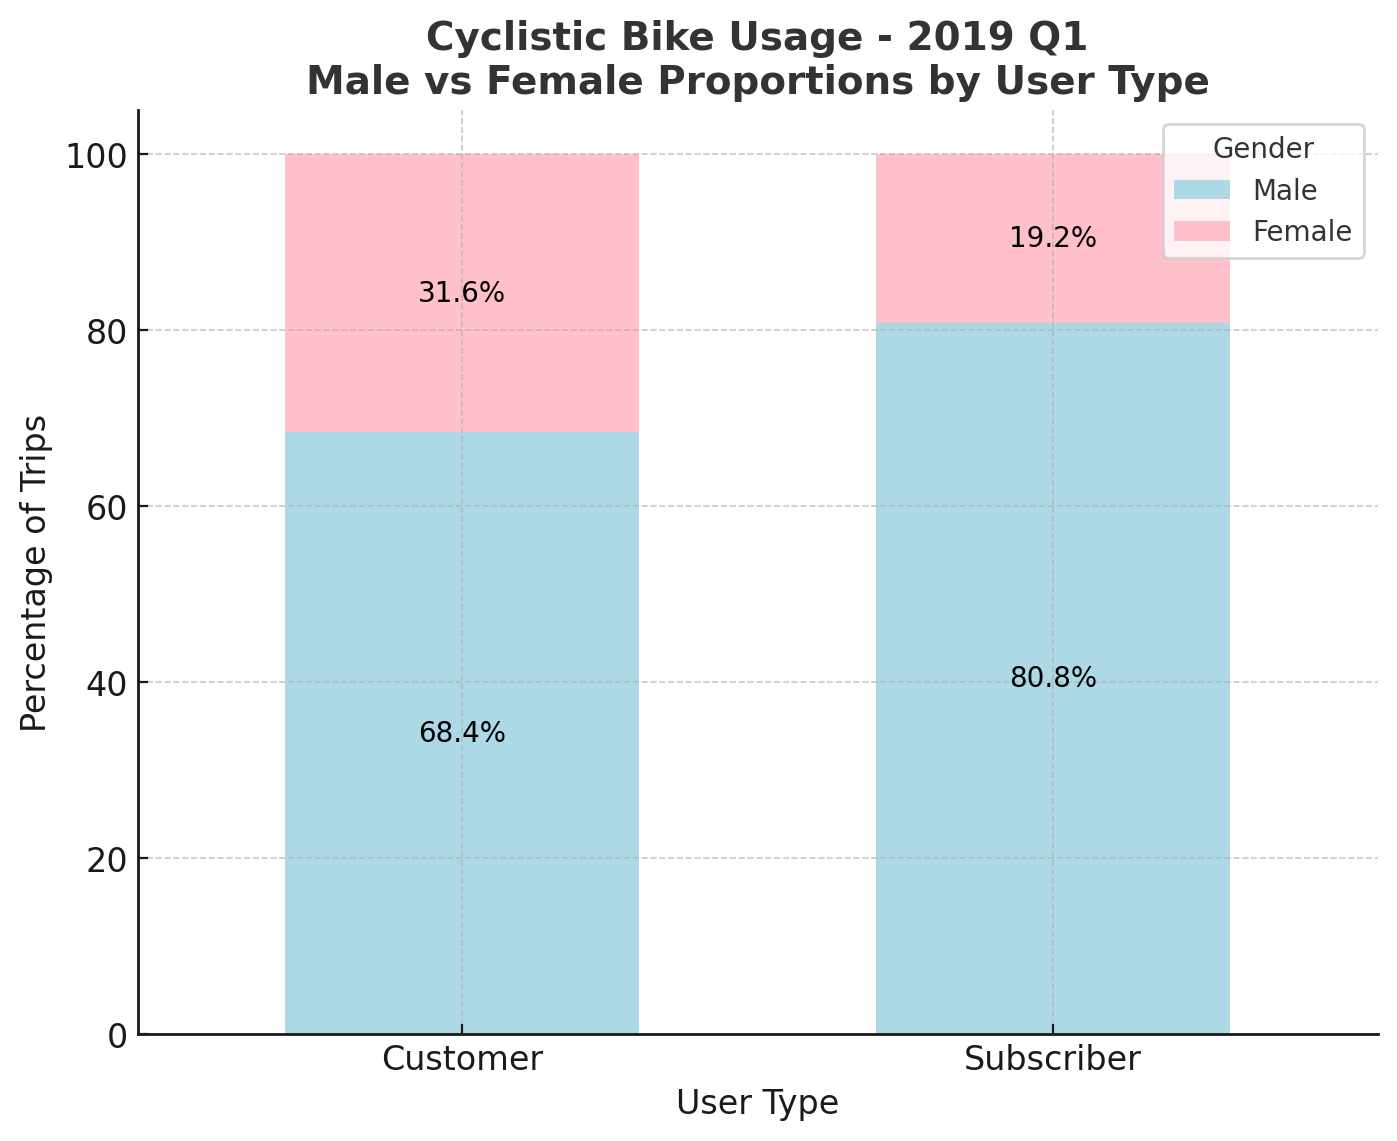 Cyclistic Bike Usage - 2019 Q1
Male vs Female Proportions by User Type
Gender
Male
Female
100
80
60
40
20
0
Percentage of Trips
31.6%
68.4%
19.2%
80.8%
Customer
Subscriber
User Type